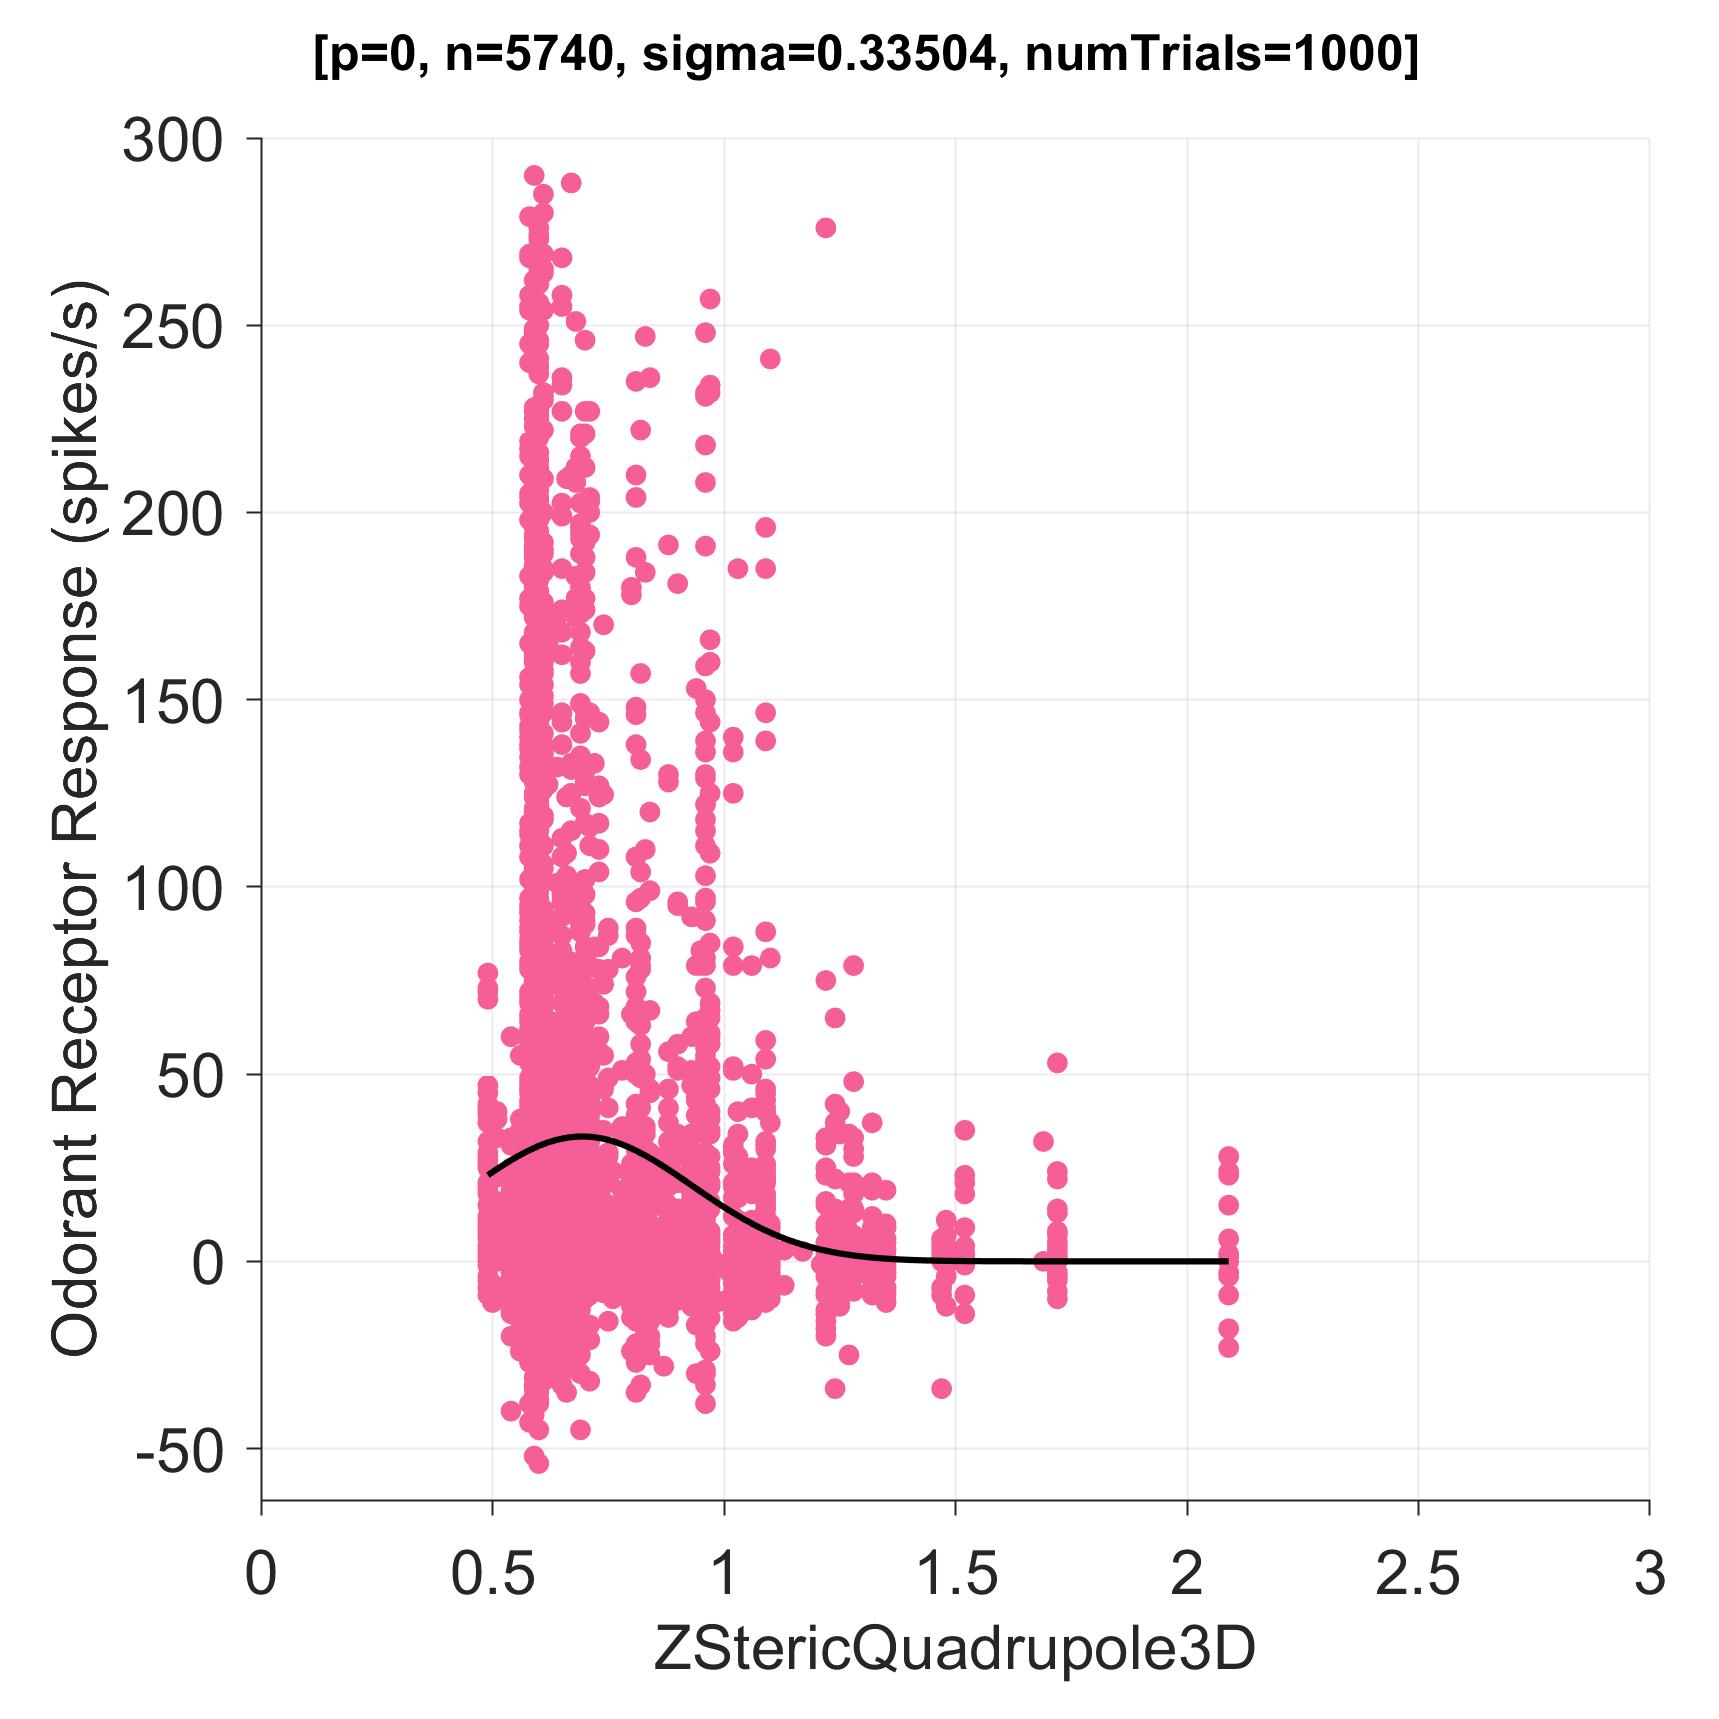 [p=0, n=5740, sigma=0.33504, numTrials=1000]
300
250
200
150
100
50
0
-50
Odorant Receptor Response (spikes/s)
0 0.5 1 1.5 2 2.5 3
ZStericQuadrupole3D